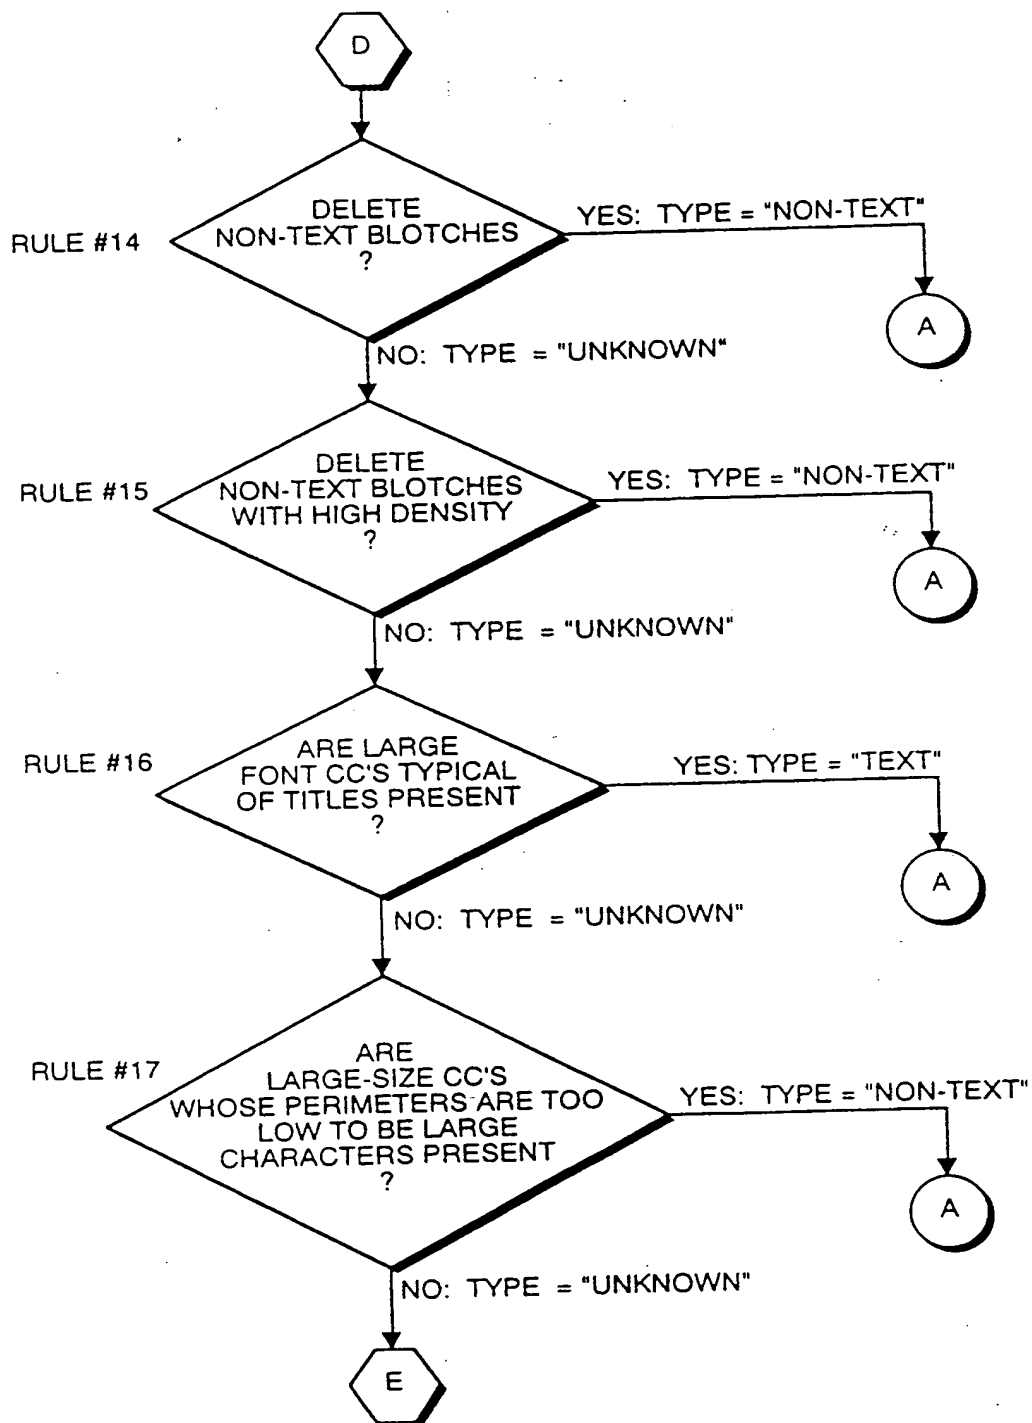 D
RULE #14
DELETE
NON-TEXT BLOTCHES
?
YES: TYPE = "NON-TEXT"
A
NO: TYPE = "UNKNOWN"
RULE #15
DELETE
NON-TEXT BLOTCHES
WITH HIGH DENSITY
?
YES: TYPE = "NON-TEXT"
A
NO: TYPE = "UNKNOWN"
RULE #16
ARE LARGE
FONT CC'S TYPICAL
OF TITLES PRESENT
?
YES: TYPE = "TEXT"
A
NO: TYPE = "UNKNOWN"
RULE #17
ARE
LARGE-SIZE CC'S
WHOSE PERIMETERS ARE TOO
LOW TO BE LARGE
CHARACTERS PRESENT
?
YES: TYPE = "NON-TEXT"
A
NO: TYPE = "UNKNOWN"
E